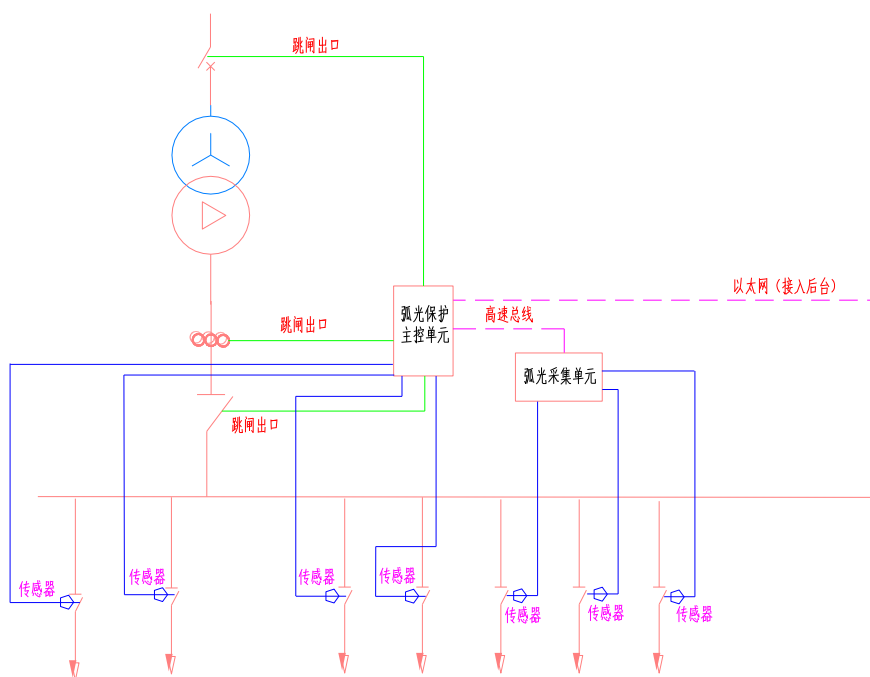 跳闸出口
以太网（接入后台）
弧光保护
主控单元
高速总线
跳闸出口
弧光采集单元
跳闸出口
传感器
传感器
传感器
传感器
传感器
传感器
传感器